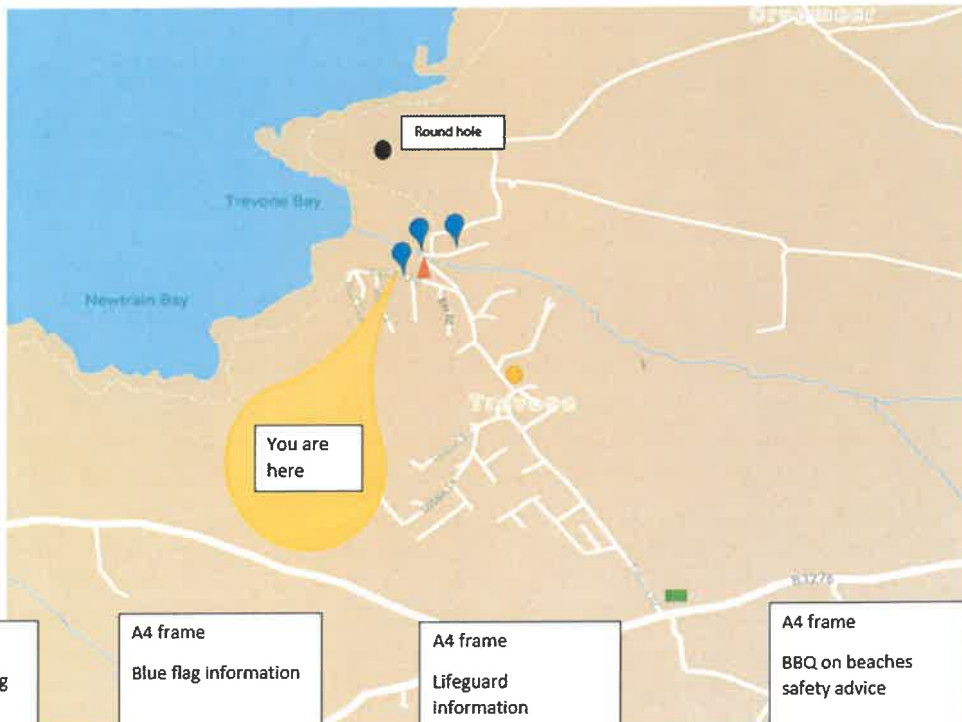 Round hole
Trevone Bay
Newtrain Bay
You are
here
B3276
A4 frame
Blue flag information
A4 frame
Lifeguard
information
A4 frame
BBQ on beaches
safety advice